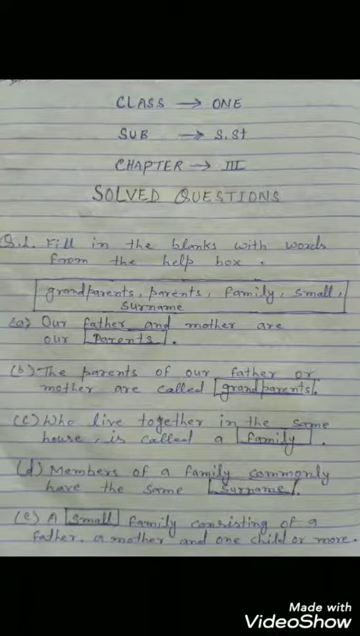 CLASS → ONE
SUB → S.St
CHAPTER → III
SOLVED QUESTIONS
Q.1. Fill in the blanks with words
from the help box.
grandparents, parents, family, small,
surname
(a) Our father and mother are
our Parents.
(b) The parents of our father or
mother are called grandparents.
(c) Who live together in the same
house, is called a family.
(d) Members of a family commonly
have the same Surname.
(e) A small family consisting of a
father, a mother and one child or more.
Made with
VideoShow